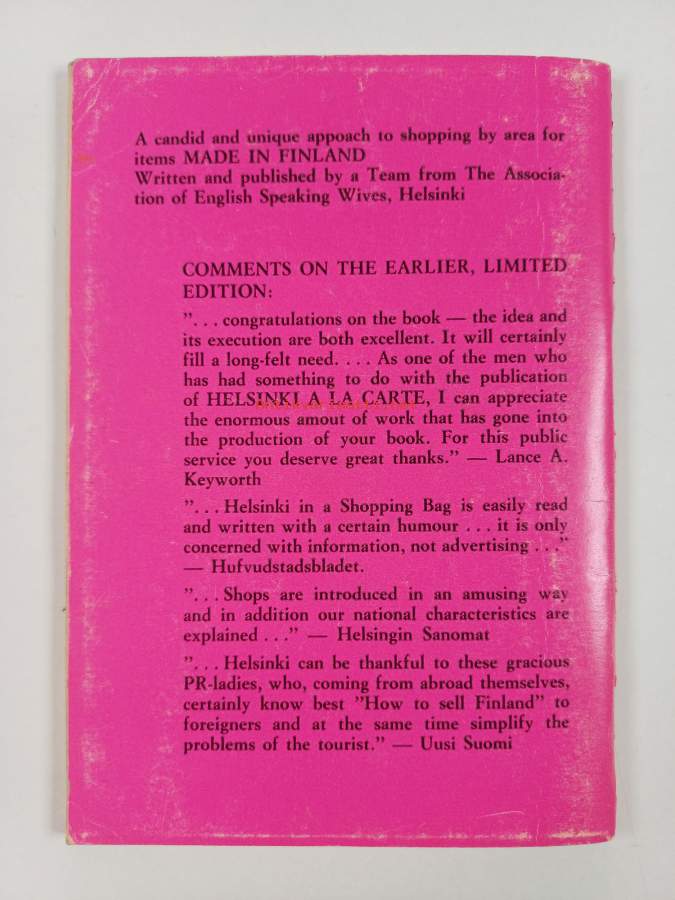 A candid and unique appoach to shopping by area for
items MADE IN FINLAND
Written and published by a Team from The Associa-
tion of English Speaking Wives, Helsinki
COMMENTS ON THE EARLIER, LIMITED
EDITION:
”. . . congratulations on the book — the idea and
its execution are both excellent. It will certainly
fill a long-felt need. . . . As one of the men who
has had something to do with the publication
of HELSINKI A LA CARTE, I can appreciate
the enormous amout of work that has gone into
the production of your book. For this public
service you deserve great thanks.” — Lance A.
Keyworth
”. . . Helsinki in a Shopping Bag is easily read
and written with a certain humour . . . it is only
concerned with information, not advertising . . .”
— Hufvudstadsbladet.
”. . . Shops are introduced in an amusing way
and in addition our national characteristics are
explained . . .” — Helsingin Sanomat
”. . . Helsinki can be thankful to these gracious
PR-ladies, who, coming from abroad themselves,
certainly know best ”How to sell Finland” to
foreigners and at the same time simplify the
problems of the tourist.” — Uusi Suomi